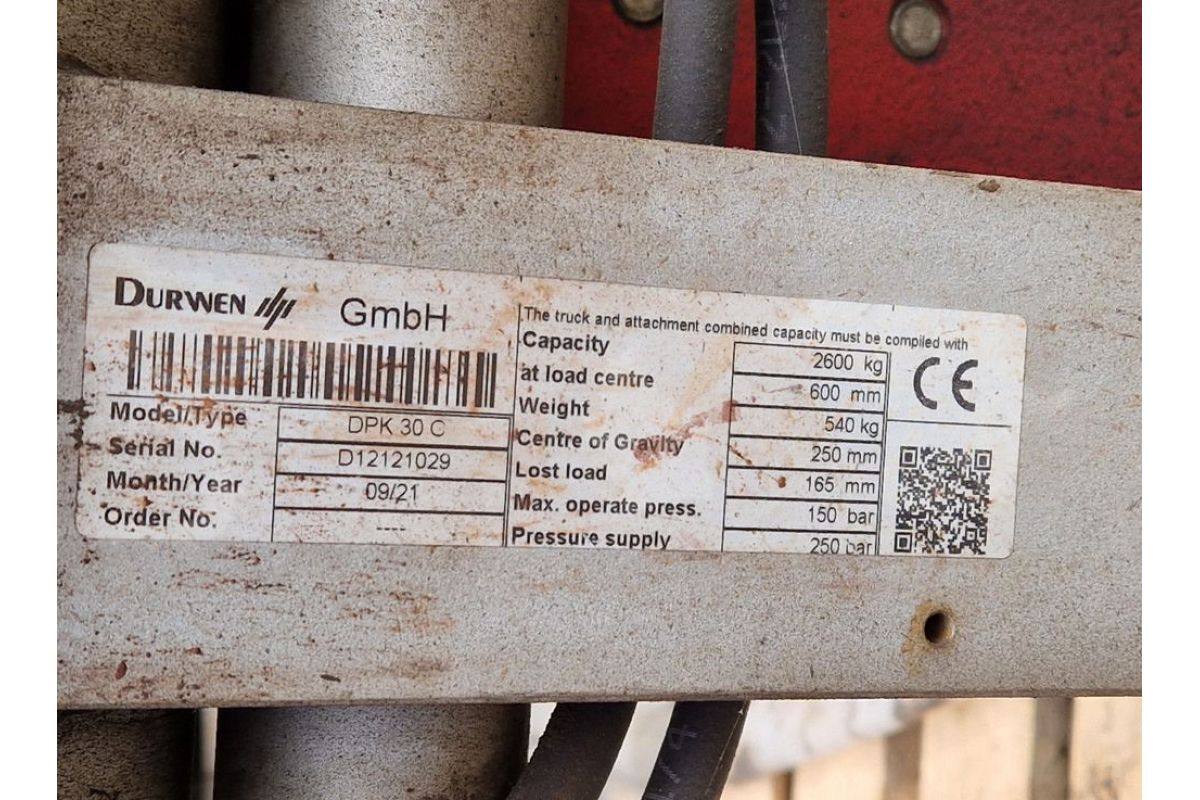 DURWEN GmbH
Model/Type DPK 30 C
Serial No. D12121029
Month/Year 09/21
Order No. ----
The truck and attachment combined capacity must be compiled with
Capacity 2600 kg
at load centre 600 mm
Weight 540 kg
Centre of Gravity 250 mm
Lost load 165 mm
Max. operate press. 150 bar
Pressure supply 250 bar
CE